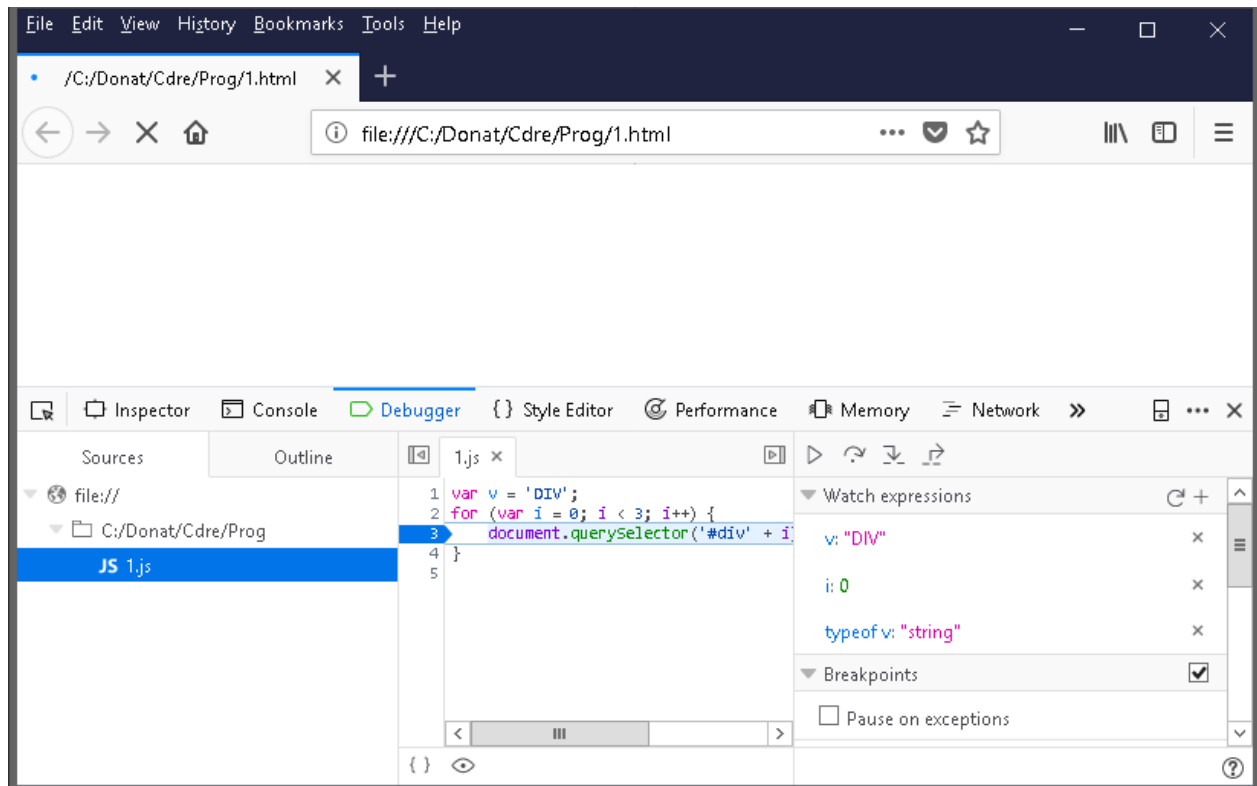 File Edit View History Bookmarks Tools Help
/C:/Donat/Cdre/Prog/1.html
file:///C:/Donat/Cdre/Prog/1.html
Inspector Console Debugger {} Style Editor Performance Memory Network
Sources Outline 1.js
file://
C:/Donat/Cdre/Prog
JS 1.js
1 var v = 'DIV';
2 for (var i = 0; i < 3; i++) {
3 document.querySelector('#div' + i
4 }
5
Watch expressions
v: "DIV"
i: 0
typeof v: "string"
Breakpoints
Pause on exceptions
{ }